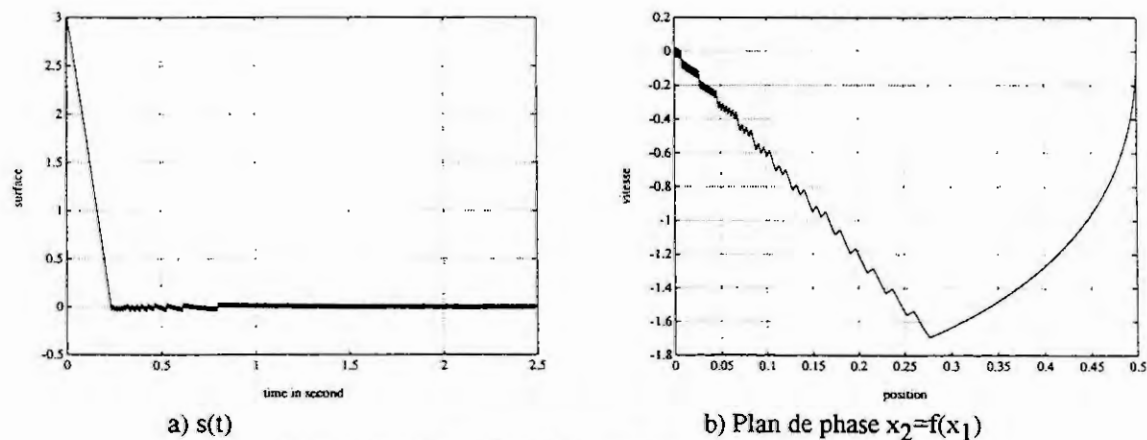 3
2.5
2
1.5
1
0.5
0
-0.5
surface
0 0.5 1 1.5 2 2.5
time in second
a) s(t)
0.2
0
-0.2
-0.4
-0.6
-0.8
-1
-1.2
-1.4
-1.6
-1.8
vitesse
0 0.05 0.1 0.15 0.2 0.25 0.3 0.35 0.4 0.45 0.5
position
b) Plan de phase x2=f(x1)